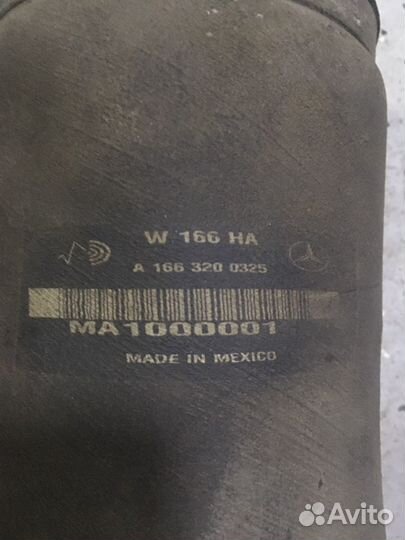 W 166 HA
A 166 320 0325
MA1000001
MADE IN MEXICO
Avito